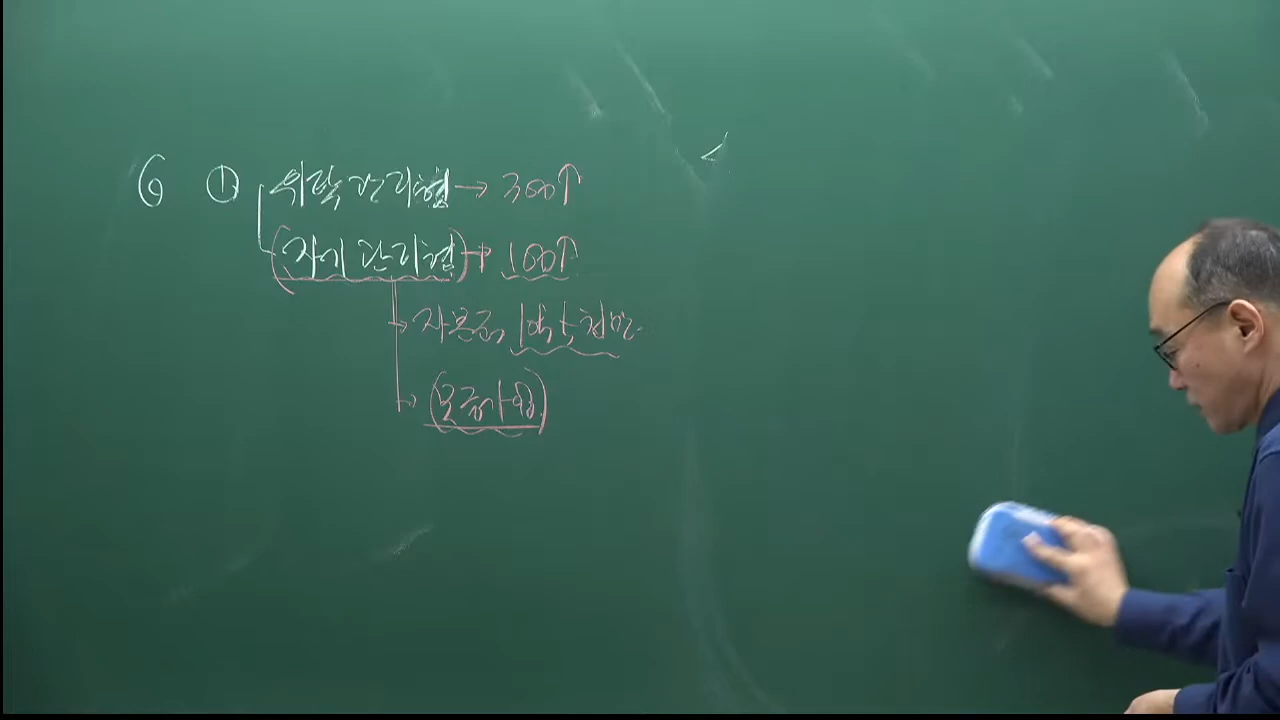 6 ① 위탁관리형 → 300↑
(자기관리형) → 100↑
→ 자본금 1억 5천만
→ (보증가입)